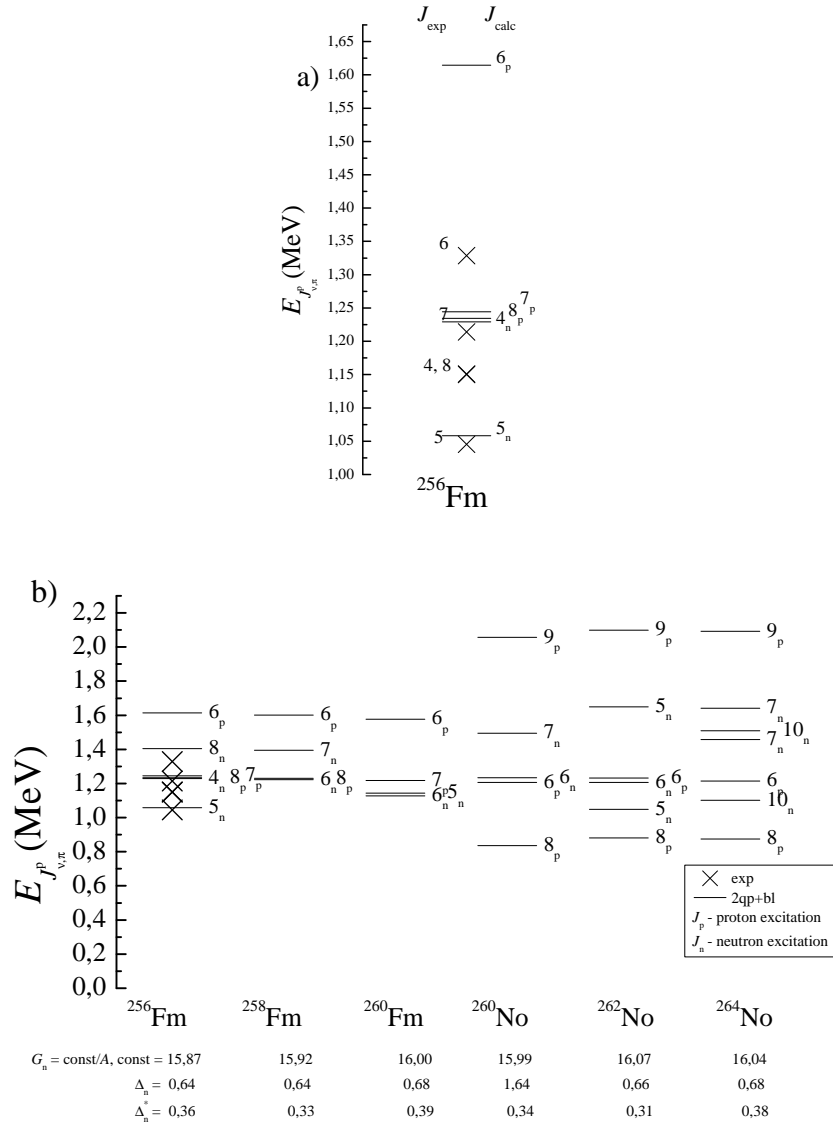 J_exp J_calc
a)
1,65
1,60
1,55
1,50
1,45
1,40
1,35
1,30
1,25
1,20
1,15
1,10
1,05
1,00
E_J^p_ν,π (MeV)
6_p
6
7 4_n 8_p 7_p
4, 8
5 5_n
^256Fm
b)
2,2
2,0
1,8
1,6
1,4
1,2
1,0
0,8
0,6
0,4
0,2
0,0
E_J^p_ν,π (MeV)
6_p
8_n
4_n 8_p 7_p
5_n
6_p
7_n
6_n 8_p
6_p
7_p
6_n 5_n
9_p
7_n
6_p 6_n
8_p
9_p
5_n
6_n 6_p
5_n
8_p
9_p
7_n
10_n
7_n
6_p
10_n
8_p
exp
2qp+bl
J_p - proton excitation
J_n - neutron excitation
^256Fm ^258Fm ^260Fm ^260No ^262No ^264No
G_n = const/A, const = 15,87 15,92 16,00 15,99 16,07 16,04
Δ_n = 0,64 0,64 0,68 1,64 0,66 0,68
Δ_n^* = 0,36 0,33 0,39 0,34 0,31 0,38